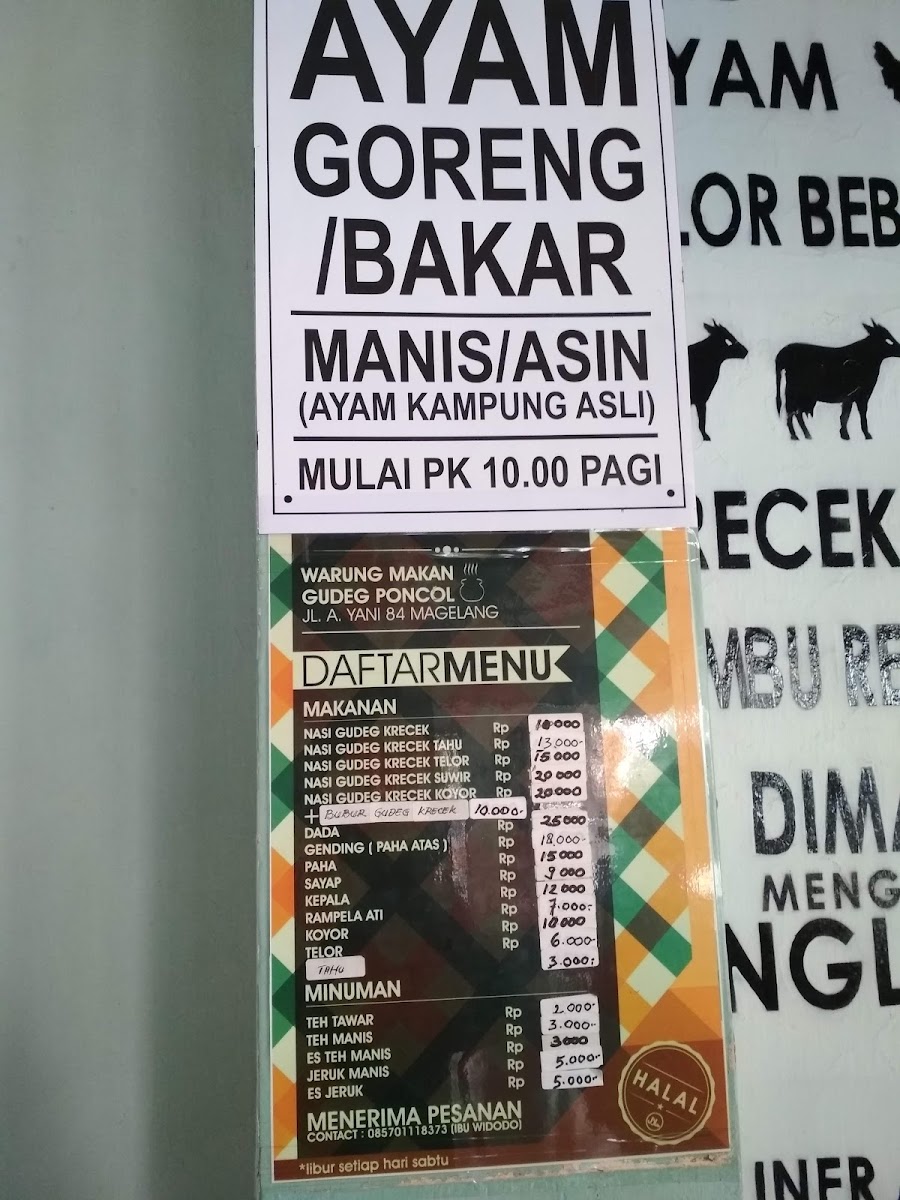 AYAM
GORENG
/BAKAR
MANIS/ASIN
(AYAM KAMPUNG ASLI)
MULAI PK 10.00 PAGI
WARUNG MAKAN
GUDEG PONCOL
JL. A. YANI 84 MAGELANG
DAFTARMENU
MAKANAN
NASI GUDEG KRECEK Rp 10 000
NASI GUDEG KRECEK TAHU Rp 13.000-
NASI GUDEG KRECEK TELOR Rp 15 000
NASI GUDEG KRECEK SUWIR Rp 20 000
NASI GUDEG KRECEK KOYOR Rp 20 000
+ BUBUR GUDEG KRECEK 10.000.-
DADA Rp 25 000
GENDING ( PAHA ATAS ) Rp 18.000-
PAHA Rp 15 000
SAYAP Rp 9 000
KEPALA Rp 12 000
RAMPELA ATI Rp 7.000:-
KOYOR Rp 10 000
TELOR Rp 6.000-
TAHU 3.000:
MINUMAN
TEH TAWAR Rp 2.000-
TEH MANIS Rp 3.000-
ES TEH MANIS Rp 3000
JERUK MANIS Rp 5.000-
ES JERUK Rp 5.000-
HALAL
MENERIMA PESANAN
CONTACT : 085701118373 (IBU WIDODO)
*libur setiap hari sabtu
YAM
LOR BEB
RECEK
MBU RE
DIMA
MENG
NGL
INER